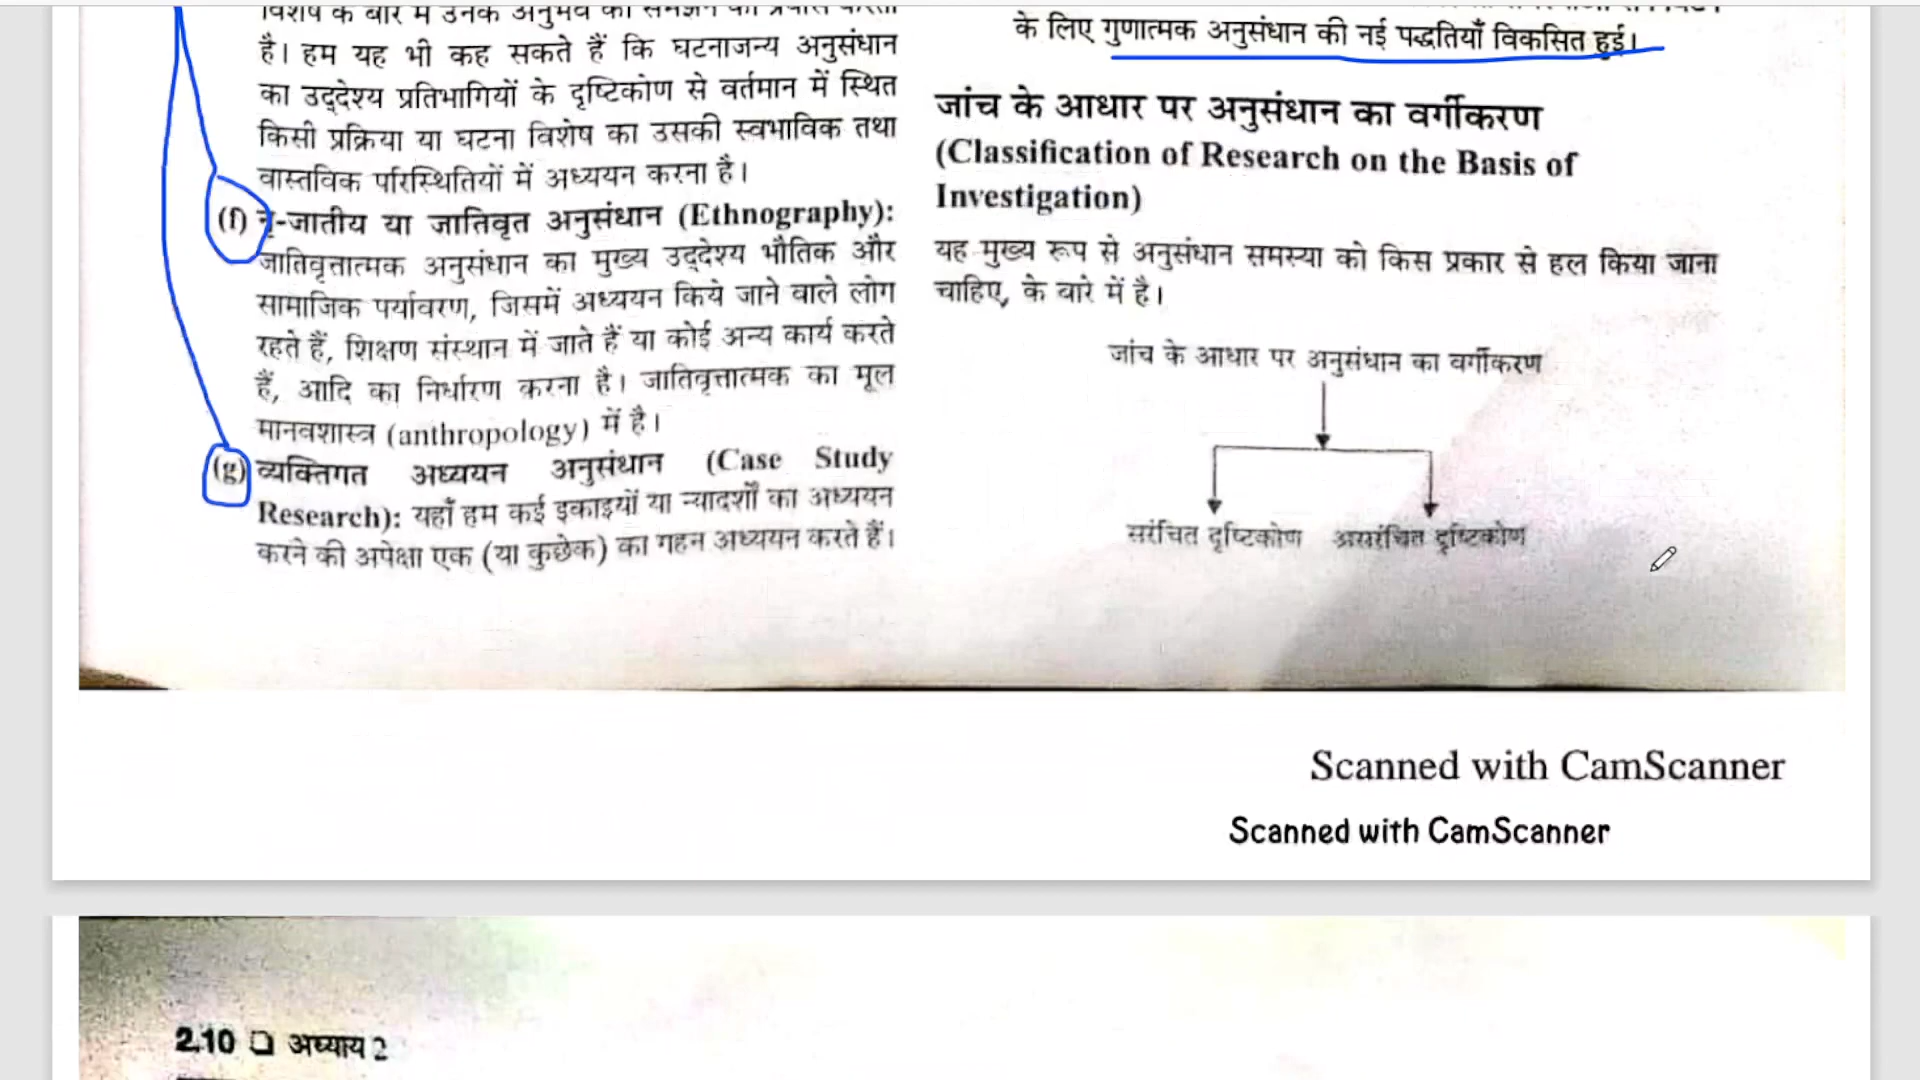 है। हम यह भी कह सकते हैं कि घटनाजन्य अनुसंधान
का उद्देश्य प्रतिभागियों के दृष्टिकोण से वर्तमान में स्थित
किसी प्रक्रिया या घटना विशेष का उसकी स्वभाविक तथा
वास्तविक परिस्थितियों में अध्ययन करना है।
(f) नृ-जातीय या जातिवृत अनुसंधान (Ethnography):
जातिवृत्तात्मक अनुसंधान का मुख्य उद्देश्य भौतिक और
सामाजिक पर्यावरण, जिसमें अध्ययन किये जाने वाले लोग
रहते हैं, शिक्षण संस्थान में जाते हैं या कोई अन्य कार्य करते
हैं, आदि का निर्धारण करना है। जातिवृत्तात्मक का मूल
मानवशास्त्र (anthropology) में है।
(g) व्यक्तिगत अध्ययन अनुसंधान (Case Study
Research): यहाँ हम कई इकाइयों या न्यादर्शों का अध्ययन
करने की अपेक्षा एक (या कुछेक) का गहन अध्ययन करते हैं।
के लिए गुणात्मक अनुसंधान की नई पद्धतियाँ विकसित हुई।
जांच के आधार पर अनुसंधान का वर्गीकरण
(Classification of Research on the Basis of
Investigation)
यह मुख्य रूप से अनुसंधान समस्या को किस प्रकार से हल किया जाना
चाहिए, के बारे में है।
जांच के आधार पर अनुसंधान का वर्गीकरण
सरंचित दृष्टिकोण असरंचित दृष्टिकोण
Scanned with CamScanner
Scanned with CamScanner
2.10 ❑ अध्याय 2